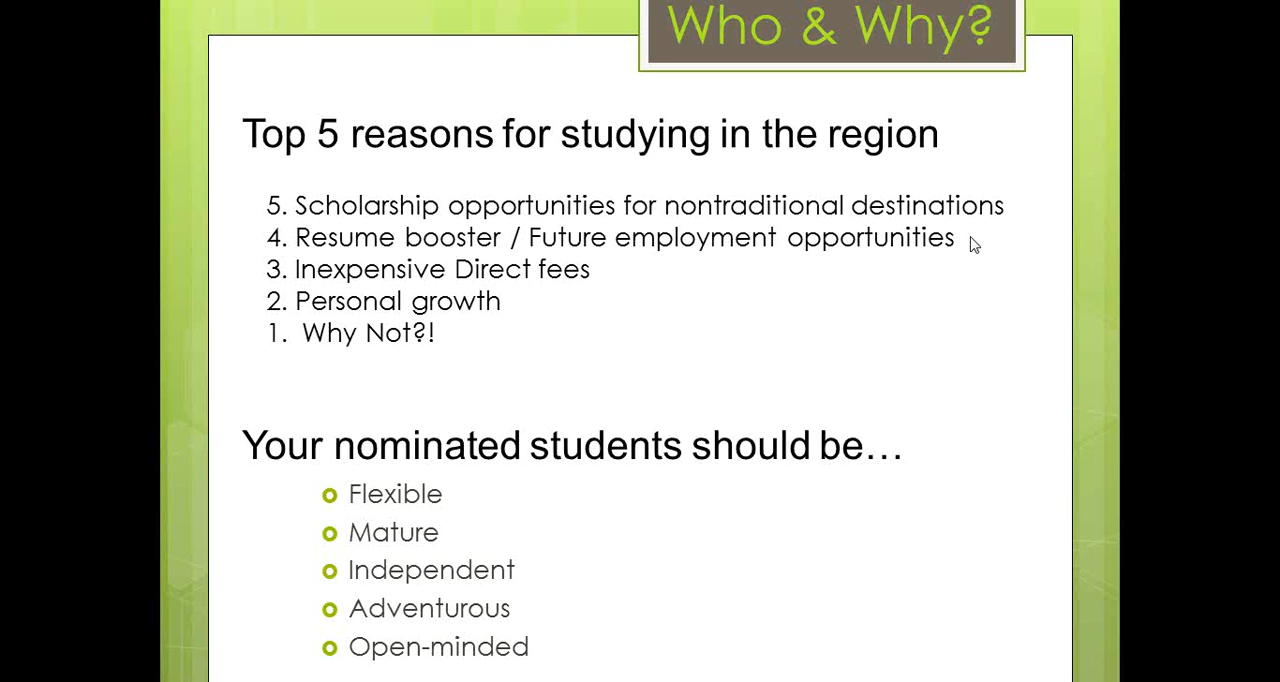 Who & Why?
Top 5 reasons for studying in the region
5. Scholarship opportunities for nontraditional destinations
4. Resume booster / Future employment opportunities
3. Inexpensive Direct fees
2. Personal growth
1. Why Not?!
Your nominated students should be…
Flexible
Mature
Independent
Adventurous
Open-minded